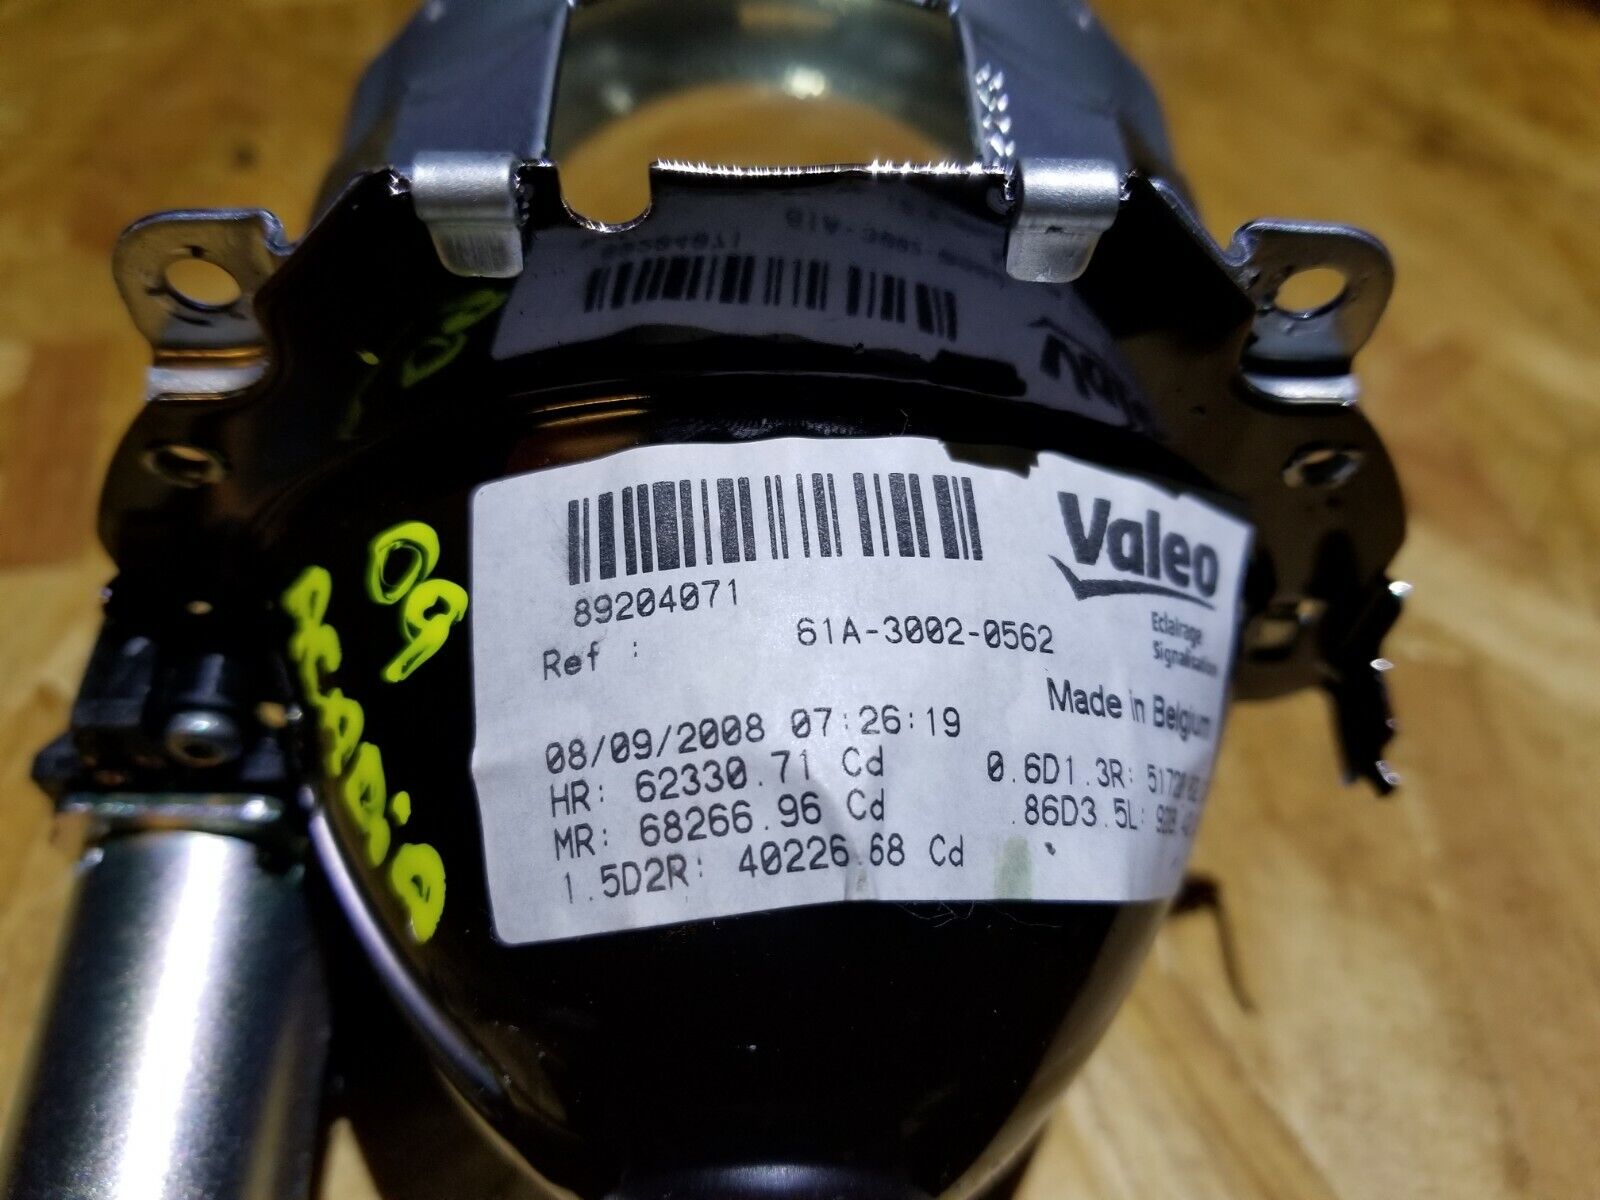 Valeo
Eclairage
Signalisation
89204071
Ref : 61A-3002-0562
Made in Belgium
08/09/2008 07:26:19
HR: 62330.71 Cd
0.6D1.3R:
MR: 68266.96 Cd
.86D3.5L:
1.5D2R: 40226.68 Cd
09
ESCALADE